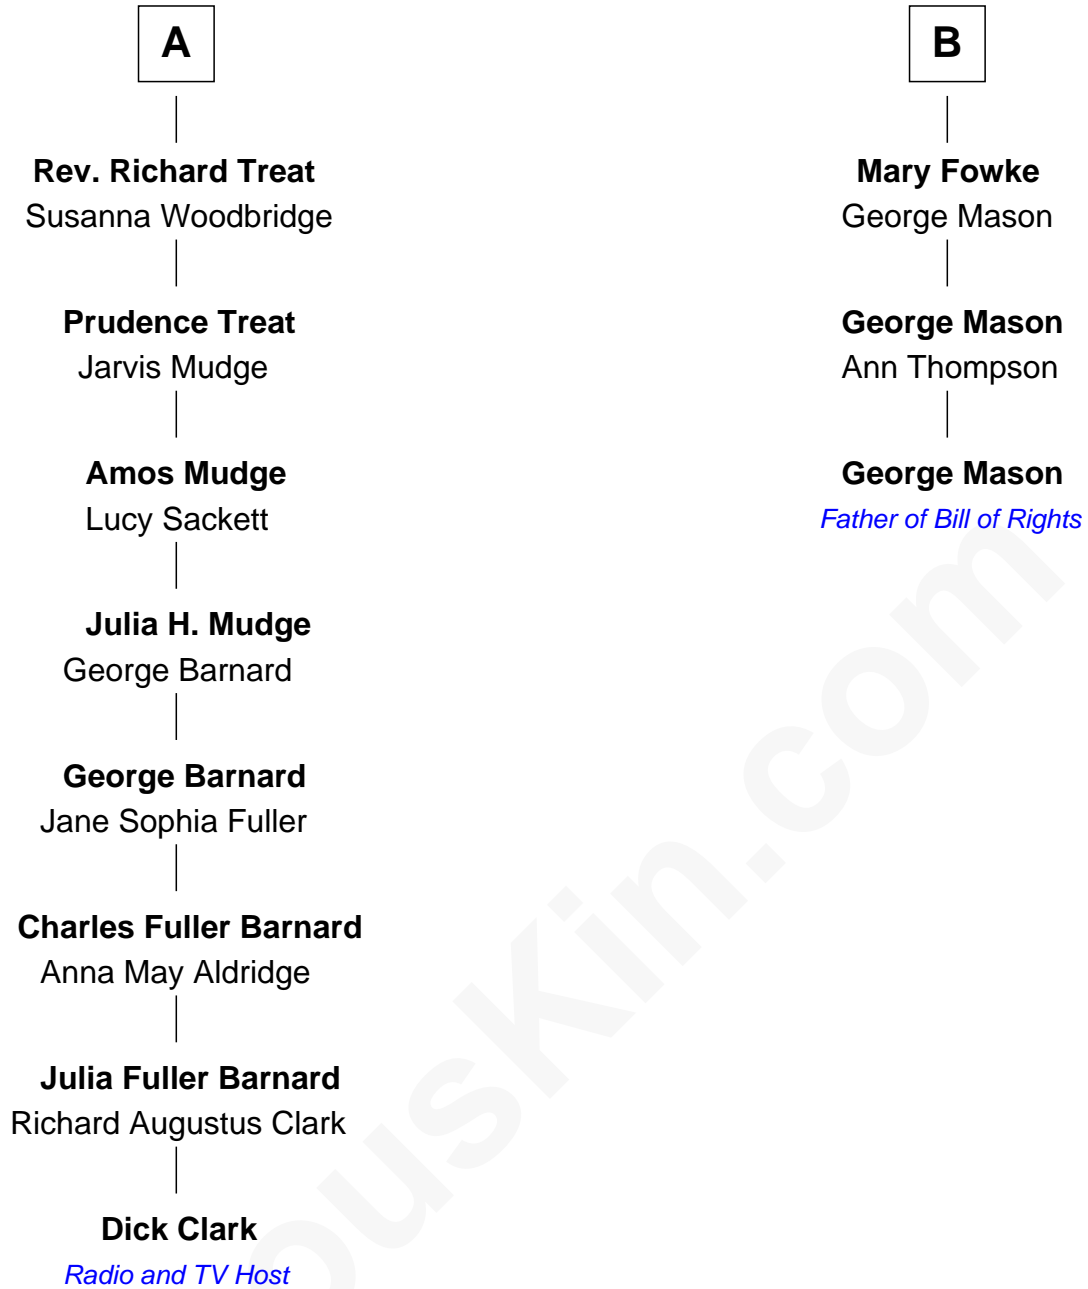 A
Rev. Richard Treat
Susanna Woodbridge
Prudence Treat
Jarvis Mudge
Amos Mudge
Lucy Sackett
Julia H. Mudge
George Barnard
George Barnard
Jane Sophia Fuller
Charles Fuller Barnard
Anna May Aldridge
Julia Fuller Barnard
Richard Augustus Clark
Dick Clark
Radio and TV Host
B
Mary Fowke
George Mason
George Mason
Ann Thompson
George Mason
Father of Bill of Rights
ousKin.com